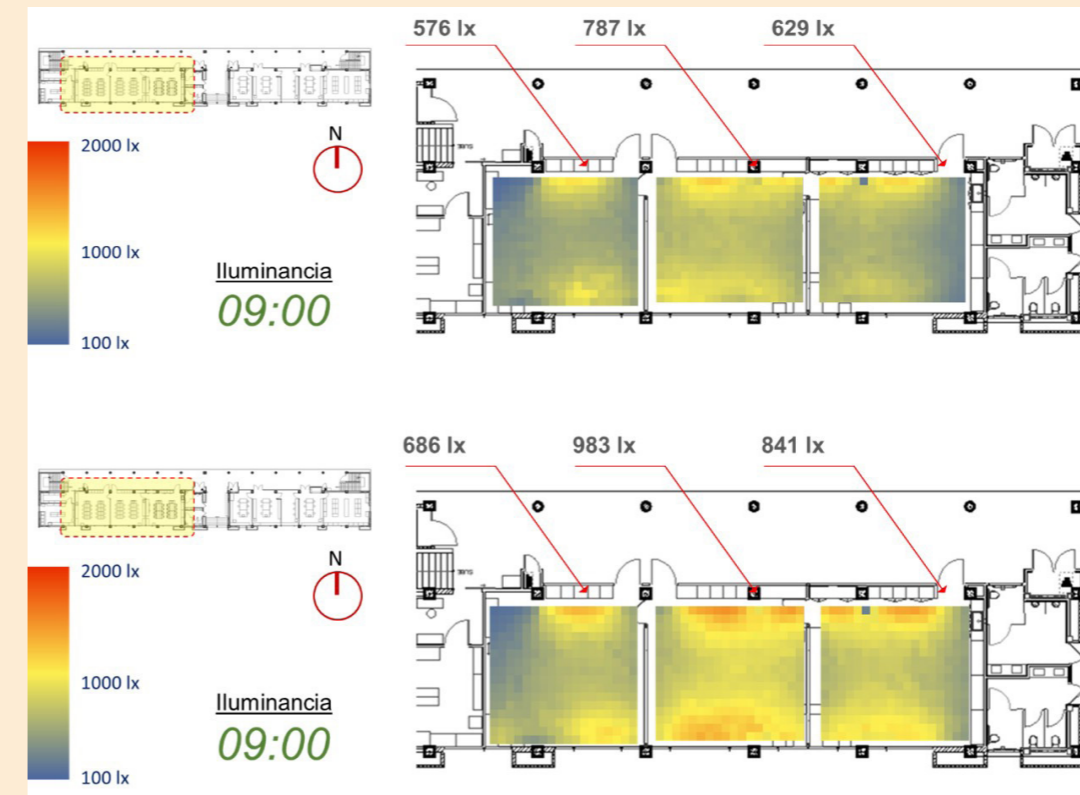 576 lx
787 lx
629 lx
2000 lx
N
1000 lx
Iluminancia
09:00
100 lx
686 lx
983 lx
841 lx
N
2000 lx
1000 lx
Iluminancia
09:00
100 lx